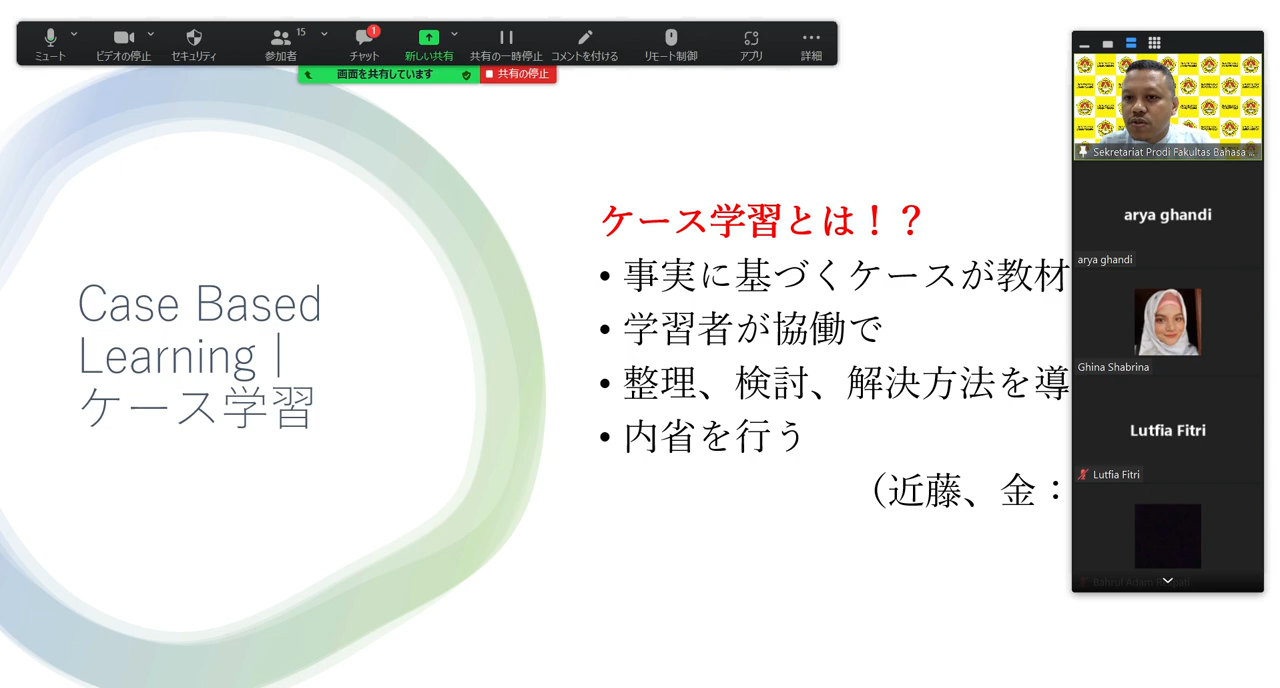 ミュート
ビデオの停止
セキュリティ
15
参加者
1
チャット
新しい共有
共有の一時停止
コメントを付ける
リモート制御
アプリ
詳細
画面を共有しています
共有の停止
Case Based
Learning |
ケース学習
ケース学習とは！？
• 事実に基づくケースが教材
• 学習者が協働で
• 整理、検討、解決方法を導
• 内省を行う
（近藤、金：
Sekretariat Prodi Fakultas Bahasa ...
arya ghandi
arya ghandi
Ghina Shabrina
Lutfia Fitri
Lutfia Fitri
Bahrul Adam